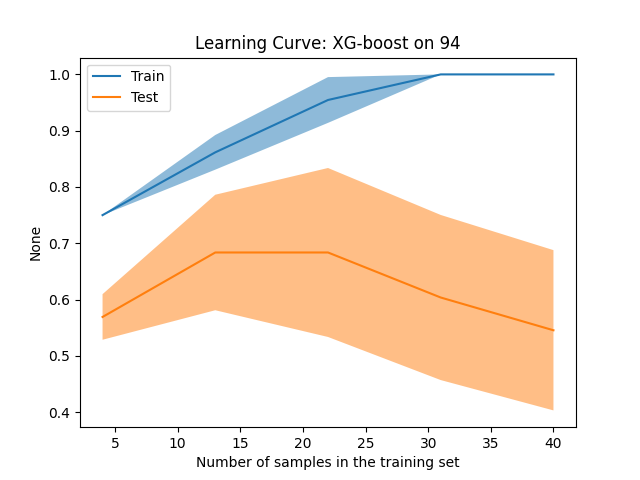 Learning Curve: XG-boost on 94
Train
Test
None
1.0
0.9
0.8
0.7
0.6
0.5
0.4
5 10 15 20 25 30 35 40
Number of samples in the training set